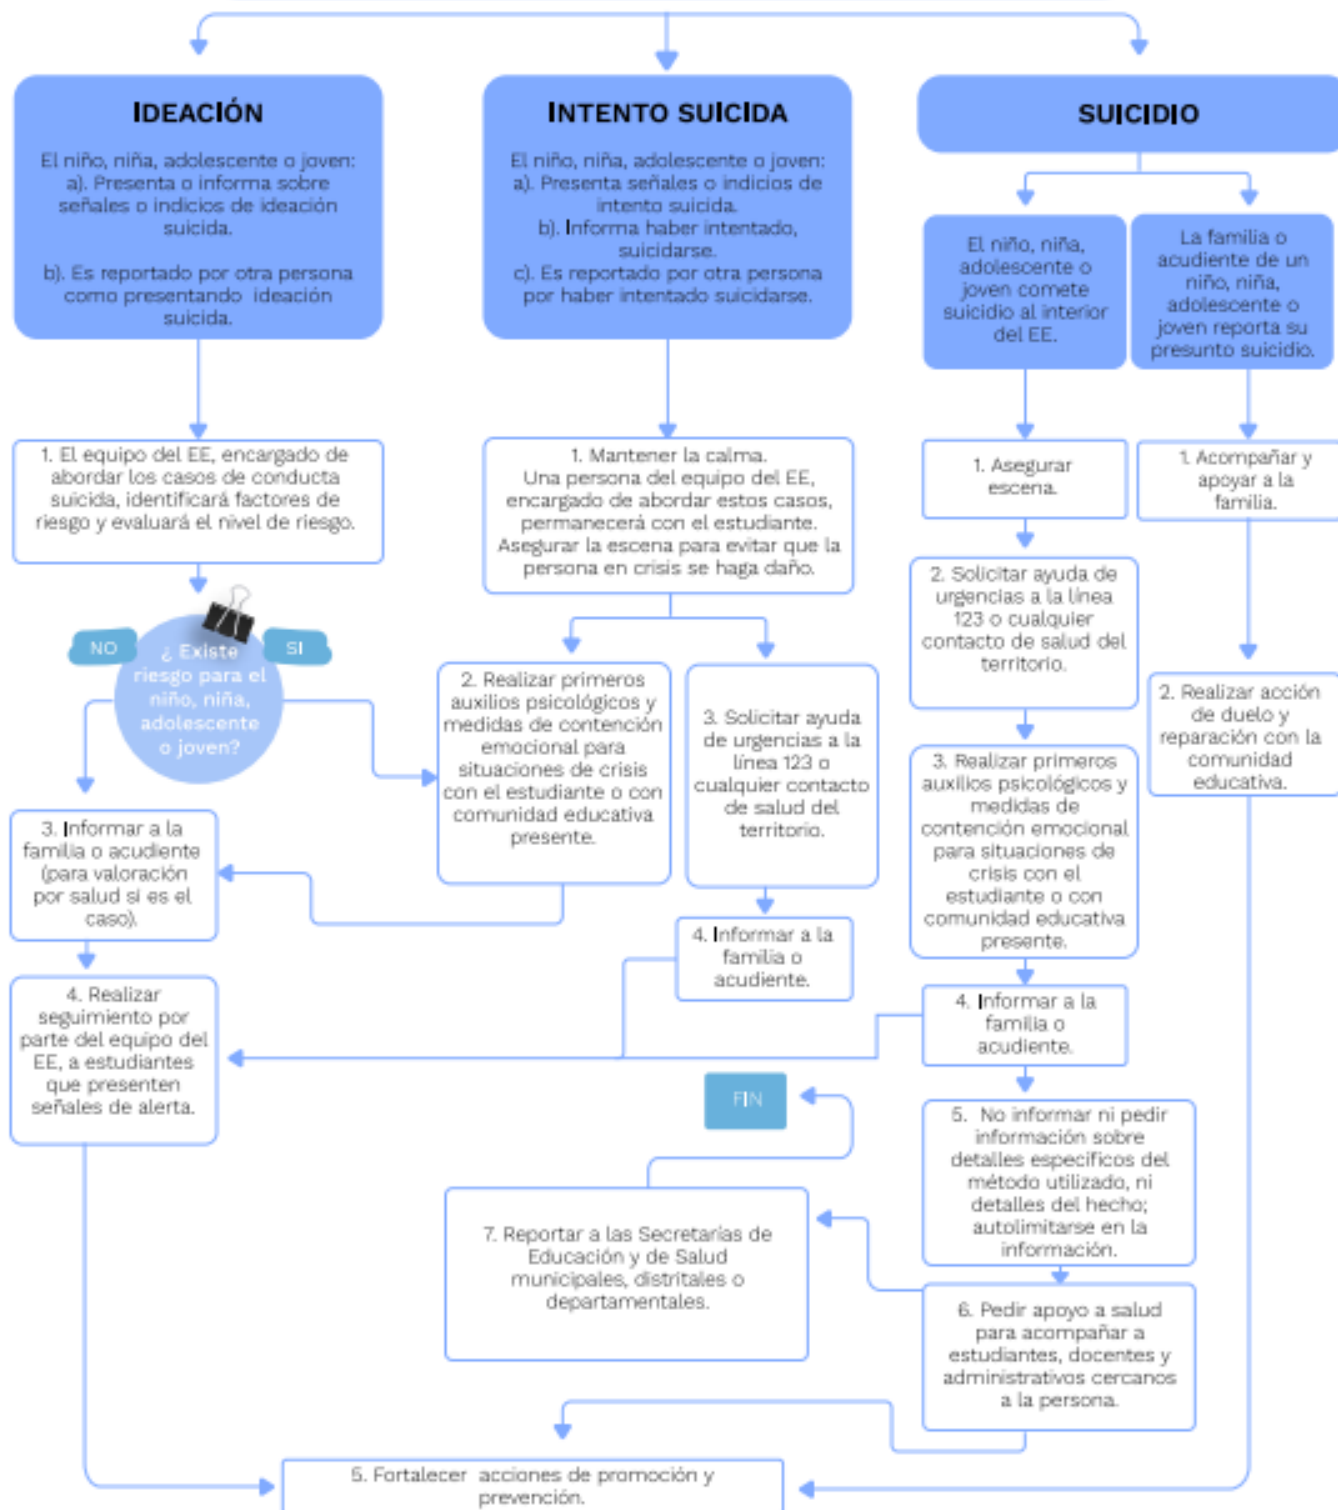 IDEACIÓN
El niño, niña, adolescente o joven:
a). Presenta o informa sobre
señales o indicios de ideación
suicida.
b). Es reportado por otra persona
como presentando ideación
suicida.
1. El equipo del EE, encargado de
abordar los casos de conducta
suicida, identificará factores de
riesgo y evaluará el nivel de riesgo.
NO
SI
¿ Existe
riesgo para el
niño, niña,
adolescente
o joven?
3. Informar a la
familia o acudiente
(para valoración
por salud si es el
caso).
4. Realizar
seguimiento por
parte del equipo del
EE, a estudiantes
que presenten
señales de alerta.
INTENTO SUICIDA
El niño, niña, adolescente o joven:
a). Presenta señales o indicios de
intento suicida.
b). Informa haber intentado,
suicidarse.
c). Es reportado por otra persona
por haber intentado suicidarse.
1. Mantener la calma.
Una persona del equipo del EE,
encargado de abordar estos casos,
permanecerá con el estudiante.
Asegurar la escena para evitar que la
persona en crisis se haga daño.
2. Realizar primeros
auxilios psicológicos y
medidas de contención
emocional para
situaciones de crisis
con el estudiante o con
comunidad educativa
presente.
3. Solicitar ayuda
de urgencias a la
línea 123 o
cualquier contacto
de salud del
territorio.
4. Informar a la
familia o
acudiente.
SUICIDIO
El niño, niña,
adolescente o
joven comete
suicidio al interior
del EE.
1. Asegurar
escena.
2. Solicitar ayuda de
urgencias a la línea
123 o cualquier
contacto de salud del
territorio.
3. Realizar primeros
auxilios psicológicos y
medidas de
contención emocional
para situaciones de
crisis con el
estudiante o con
comunidad educativa
presente.
4. Informar a la
familia o
acudiente.
5. No informar ni pedir
información sobre
detalles específicos del
método utilizado, ni
detalles del hecho;
autolimitarse en la
información.
6. Pedir apoyo a salud
para acompañar a
estudiantes, docentes y
administrativos cercanos
a la persona.
La familia o
acudiente de un
niño, niña,
adolescente o
joven reporta su
presunto suicidio.
1. Acompañar y
apoyar a la
familia.
2. Realizar acción
de duelo y
reparación con la
comunidad
educativa.
7. Reportar a las Secretarías de
Educación y de Salud
municipales, distritales o
departamentales.
FIN
5. Fortalecer acciones de promoción y
prevención.